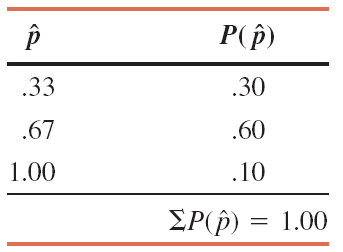 p̂ P(p̂)
.33 .30
.67 .60
1.00 .10
ΣP(p̂) = 1.00